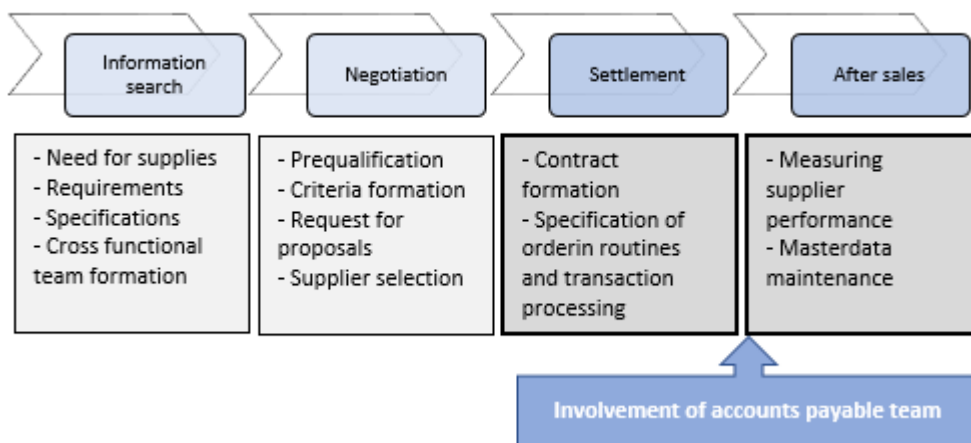 Information
search
Negotiation
Settlement
After sales
- Need for supplies
- Requirements
- Specifications
- Cross functional
team formation
- Prequalification
- Criteria formation
- Request for
proposals
- Supplier selection
- Contract
formation
- Specification of
orderin routines
and transaction
processing
- Measuring
supplier
performance
- Masterdata
maintenance
Involvement of accounts payable team